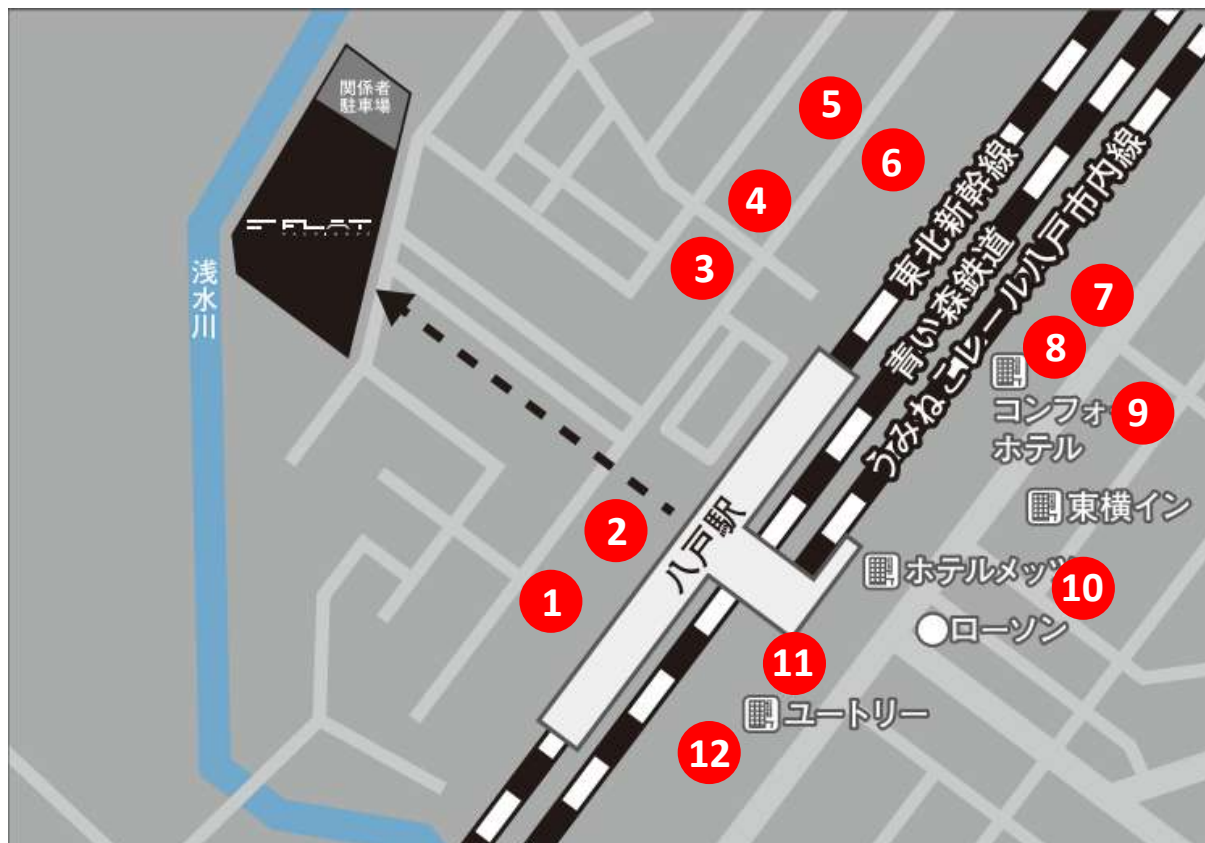 関係者
駐車場
FLAT
浅水川
5
6
4
3
東北新幹線
青い森鉄道
うみねこレール八戸市内線
7
8
9
コンフォ
ホテル
東横イン
2
1
八戸駅
ホテルメッツ
10
ローソン
11
ユートリー
12